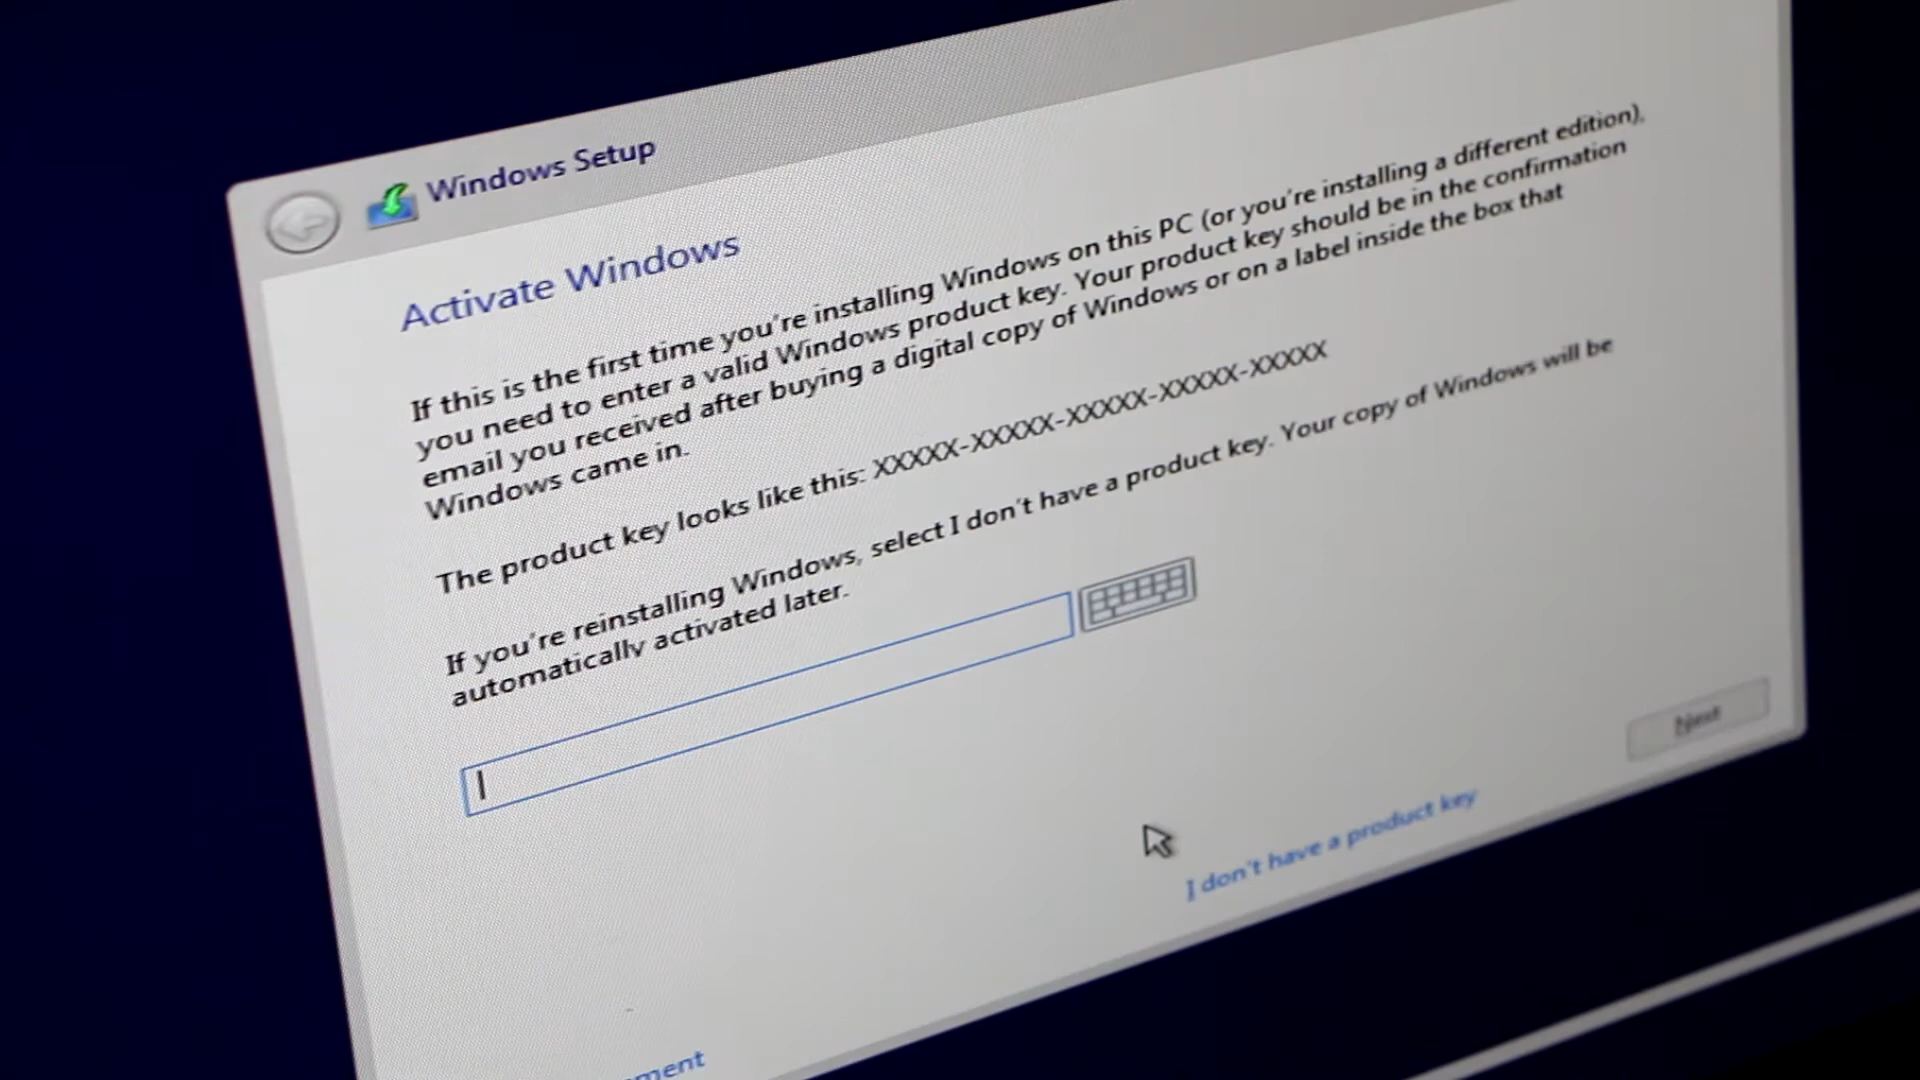 Windows Setup
Activate Windows
If this is the first time you're installing Windows on this PC (or you're installing a different edition),
you need to enter a valid Windows product key. Your product key should be in the confirmation
email you received after buying a digital copy of Windows or on a label inside the box that
Windows came in.
The product key looks like this: XXXXX-XXXXX-XXXXX-XXXXX-XXXXX
If you're reinstalling Windows, select I don't have a product key. Your copy of Windows will be
automatically activated later.
Next
I don't have a product key